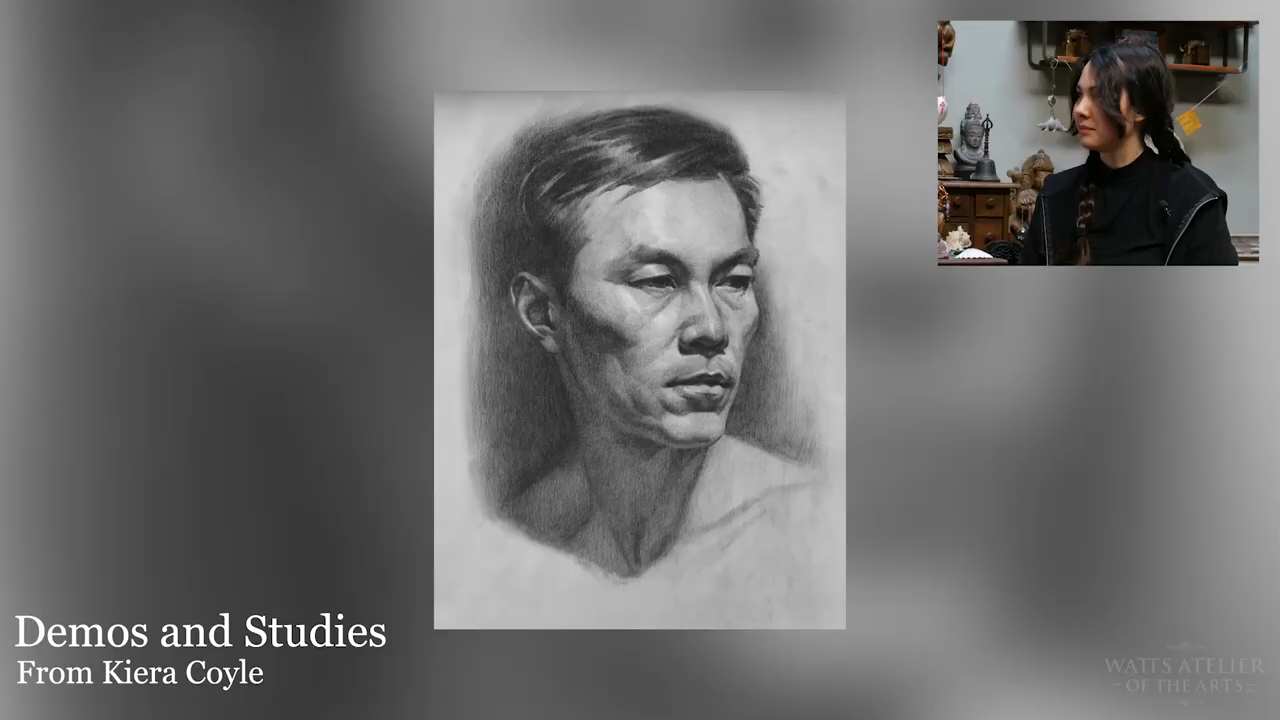 Demos and Studies
From Kiera Coyle
WATTS ATELIER
OF THE ARTS